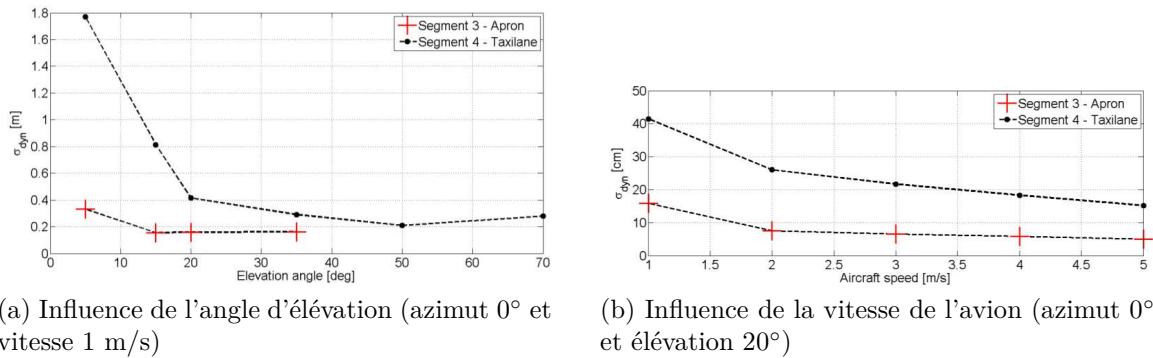 1.8
1.6
1.4
1.2
1
0.8
0.6
0.4
0.2
0
σdyn [m]
Segment 3 - Apron
Segment 4 - Taxilane
0 10 20 30 40 50 60 70
Elevation angle [deg]
50
40
30
20
10
0
σdyn [cm]
Segment 3 - Apron
Segment 4 - Taxilane
1 1.5 2 2.5 3 3.5 4 4.5 5
Aircraft speed [m/s]
(a) Influence de l'angle d'élévation (azimut 0° et
vitesse 1 m/s)
(b) Influence de la vitesse de l'avion (azimut 0°
et élévation 20°)